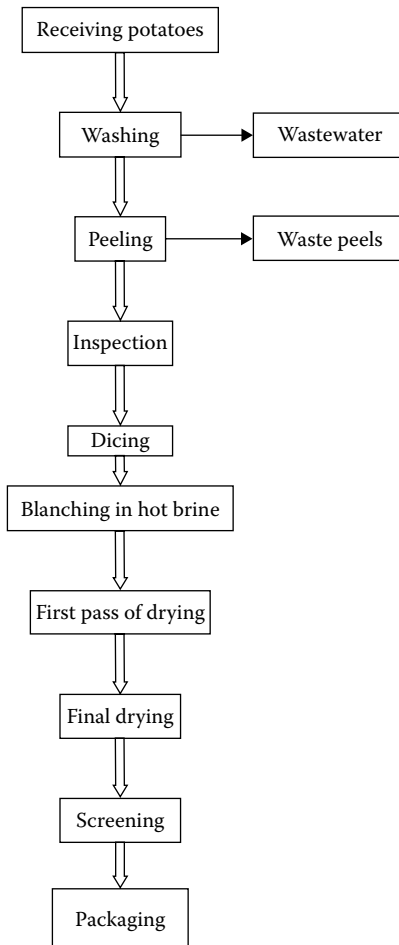 Receiving potatoes
Washing
Wastewater
Peeling
Waste peels
Inspection
Dicing
Blanching in hot brine
First pass of drying
Final drying
Screening
Packaging